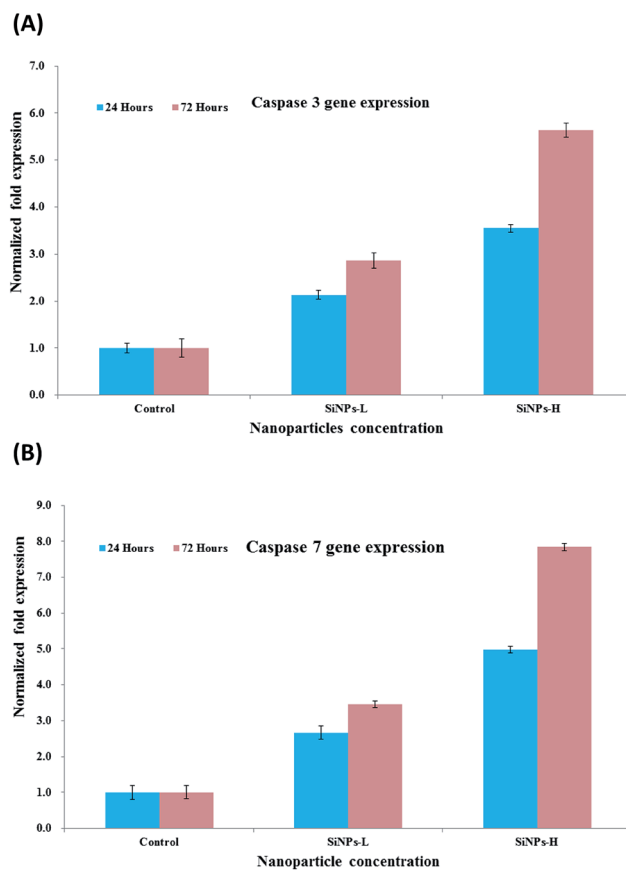 (A)
7.0
6.0
5.0
4.0
3.0
2.0
1.0
0.0
Normalized fold expression
24 Hours 72 Hours
Caspase 3 gene expression
Control SiNPs-L SiNPs-H
Nanoparticles concentration
(B)
9.0
8.0
7.0
6.0
5.0
4.0
3.0
2.0
1.0
0.0
Normalized fold expression
24 Hours 72 Hours
Caspase 7 gene expression
Control SiNPs-L SiNPs-H
Nanoparticle concentration